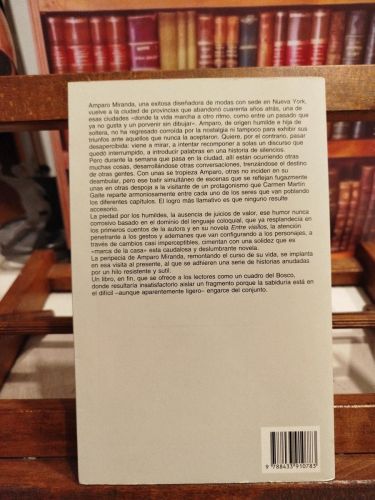 Amparo Miranda, una exitosa diseñadora de modas con sede en Nueva York,
vuelve a la ciudad de provincias que abandonó cuarenta años atrás, una de
esas ciudades «donde la vida marcha a otro ritmo, como entre un pasado que
ya no gusta y un porvenir sin dibujar». Amparo, de origen humilde e hija de
soltera, no ha regresado corroída por la nostalgia ni tampoco para exhibir sus
triunfos ante aquellos que nunca la aceptaron. Quiere, por el contrario, pasar
desapercibida: viene a mirar, a intentar recomponer a solas un discurso que
quedó interrumpido, a introducir palabras en una historia de silencios.
Pero durante la semana que pasa en la ciudad, allí están ocurriendo otras
muchas cosas, desarrollándose otras conversaciones, trenzándose el destino
de otras gentes. Con unas se tropieza Amparo, otras no inciden en su
deambular, pero ese batir simultáneo de escenas que se reflejan fugazmente
unas en otras despoja a la visitante de un protagonismo que Carmen Martín
Gaite reparte armoniosamente entre cada uno de los seres que van poblando
los diferentes capítulos. El logro más llamativo es que ninguno resulte
accesorio.
La piedad por los humildes, la ausencia de juicios de valor, ese humor nunca
corrosivo basado en el dominio del lenguaje coloquial, que ya resplandecía en
los primeros cuentos de la autora y en su novela Entre visillos, la atención
penetrante a los gestos y ademanes que van configurando a los personajes, a
través de cambios casi imperceptibles, cimentan con una solidez que es
«marca de la casa» esta caudalosa y deslumbrante novela.
La peripecia de Amparo Miranda, remontando el curso de su vida, se implanta
en esa visita al presente, al que se adhieren una serie de historias anudadas
por un hilo resistente y sutil.
Un libro, en fin, que se ofrece a los lectores como un cuadro del Bosco,
donde resultaría insatisfactorio aislar un fragmento porque la sabiduría está en
el difícil –aunque aparentemente ligero– engarce del conjunto.
9 788433 910783